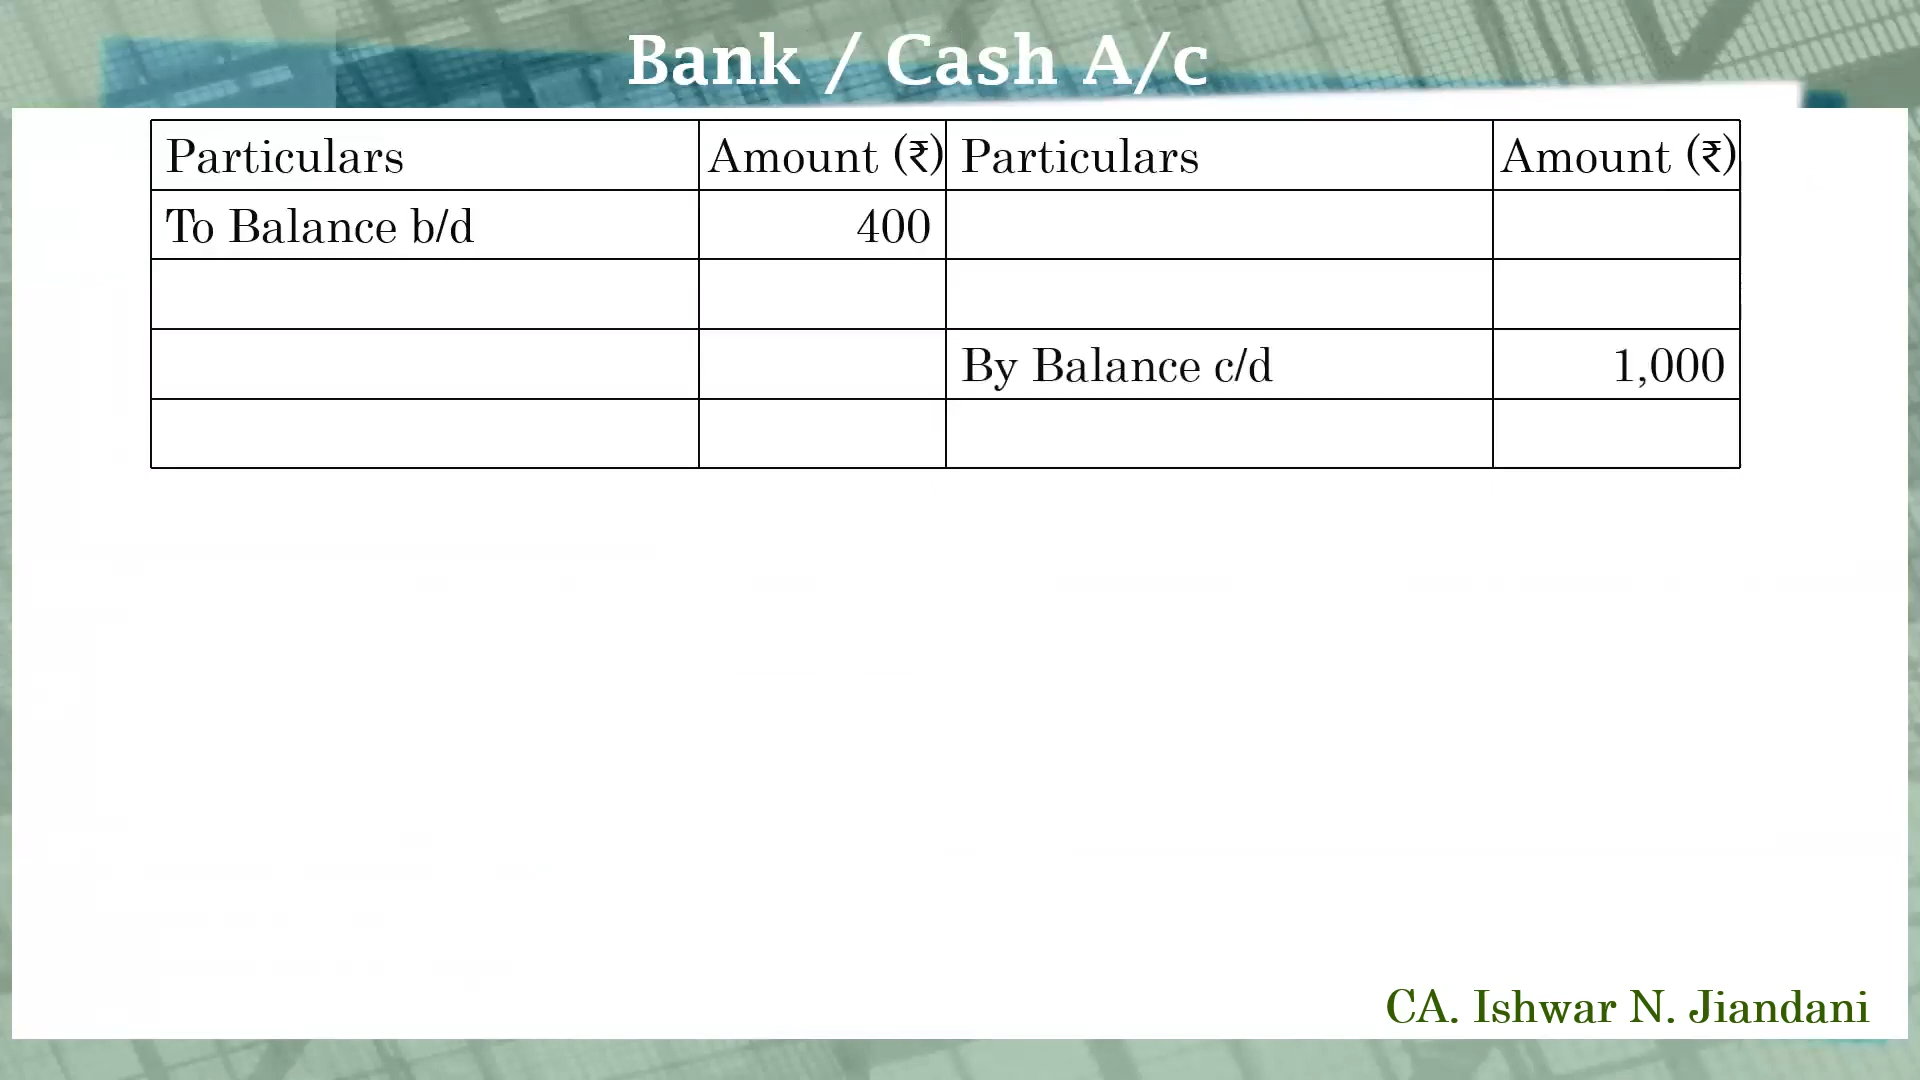 Bank / Cash A/c
Particulars Amount (₹) Particulars Amount (₹)
To Balance b/d 400
By Balance c/d 1,000
CA. Ishwar N. Jiandani